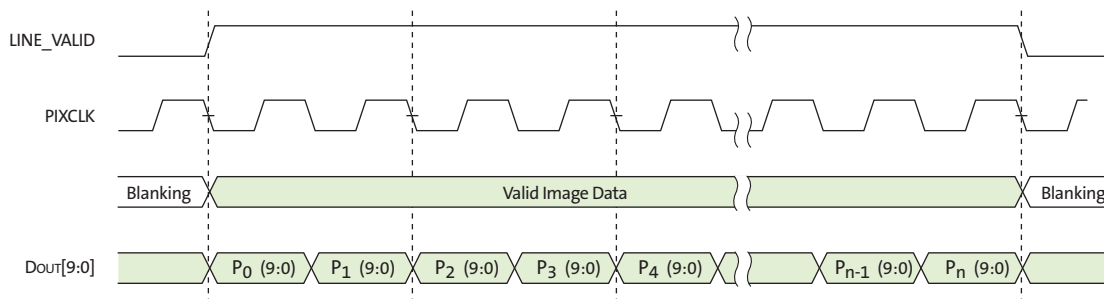 LINE_VALID
PIXCLK
Blanking Valid Image Data Blanking
DOUT[9:0] P0 (9:0) P1 (9:0) P2 (9:0) P3 (9:0) P4 (9:0) Pn-1 (9:0) Pn (9:0)